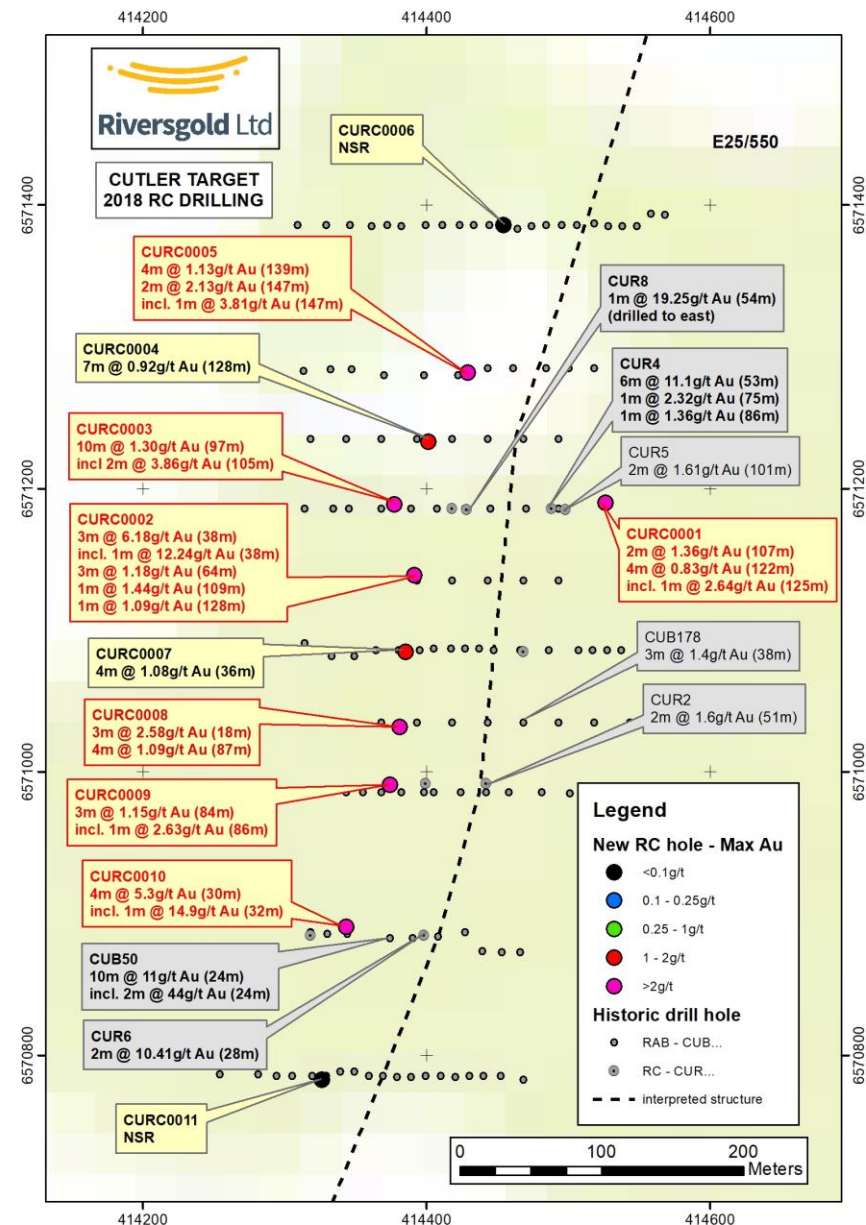 414200
414400
414600
Riversgold Ltd
CUTLER TARGET
2018 RC DRILLING
CURC0006
NSR
E25/550
6571400
6571400
CURC0005
4m @ 1.13g/t Au (139m)
2m @ 2.13g/t Au (147m)
incl. 1m @ 3.81g/t Au (147m)
CUR8
1m @ 19.25g/t Au (54m)
(drilled to east)
CURC0004
7m @ 0.92g/t Au (128m)
CUR4
6m @ 11.1g/t Au (53m)
1m @ 2.32g/t Au (75m)
1m @ 1.36g/t Au (86m)
CURC0003
10m @ 1.30g/t Au (97m)
incl 2m @ 3.86g/t Au (105m)
CUR5
2m @ 1.61g/t Au (101m)
6571200
6571200
CURC0002
3m @ 6.18g/t Au (38m)
incl. 1m @ 12.24g/t Au (38m)
3m @ 1.18g/t Au (64m)
1m @ 1.44g/t Au (109m)
1m @ 1.09g/t Au (128m)
CURC0001
2m @ 1.36g/t Au (107m)
4m @ 0.83g/t Au (122m)
incl. 1m @ 2.64g/t Au (125m)
CURC0007
4m @ 1.08g/t Au (36m)
CUB178
3m @ 1.4g/t Au (38m)
CURC0008
3m @ 2.58g/t Au (18m)
4m @ 1.09g/t Au (87m)
CUR2
2m @ 1.6g/t Au (51m)
6571000
6571000
CURC0009
3m @ 1.15g/t Au (84m)
incl. 1m @ 2.63g/t Au (86m)
CURC0010
4m @ 5.3g/t Au (30m)
incl. 1m @ 14.9g/t Au (32m)
CUB50
10m @ 11g/t Au (24m)
incl. 2m @ 44g/t Au (24m)
CUR6
2m @ 10.41g/t Au (28m)
6570800
6570800
CURC0011
NSR
Legend
New RC hole - Max Au
<0.1g/t
0.1 - 0.25g/t
0.25 - 1g/t
1 - 2g/t
>2g/t
Historic drill hole
RAB - CUB...
RC - CUR...
interpreted structure
0 100 200
Meters
414200
414400
414600